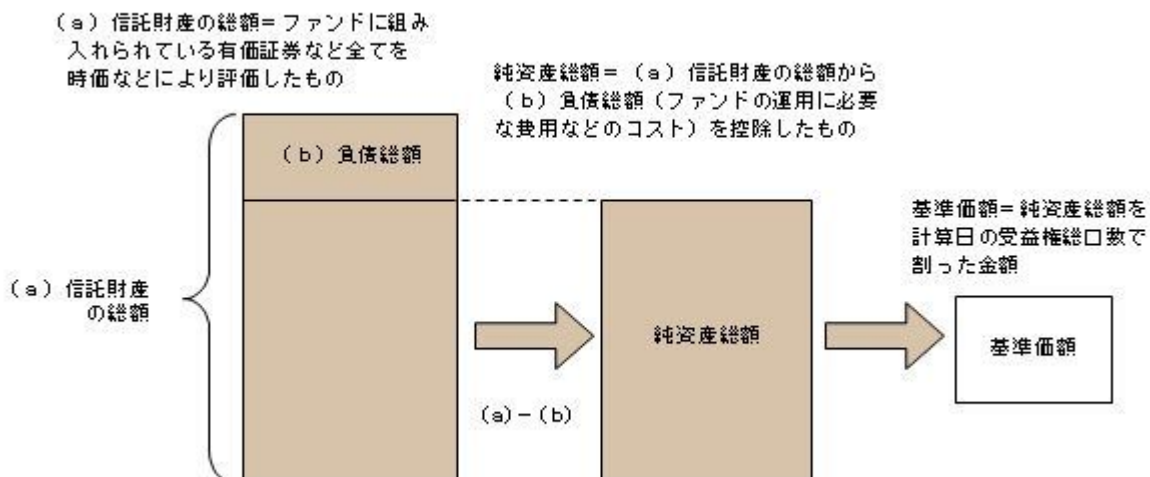 (a)信託財産の総額=ファンドに組み
入れられている有価証券など全てを
時価などにより評価したもの
純資産総額=(a)信託財産の総額から
(b)負債総額(ファンドの運用に必要
な費用などのコスト)を控除したもの
(b)負債総額
基準価額=純資産総額を
計算日の受益権総口数で
割った金額
(a)信託財産
の総額
純資産総額
基準価額
(a)-(b)